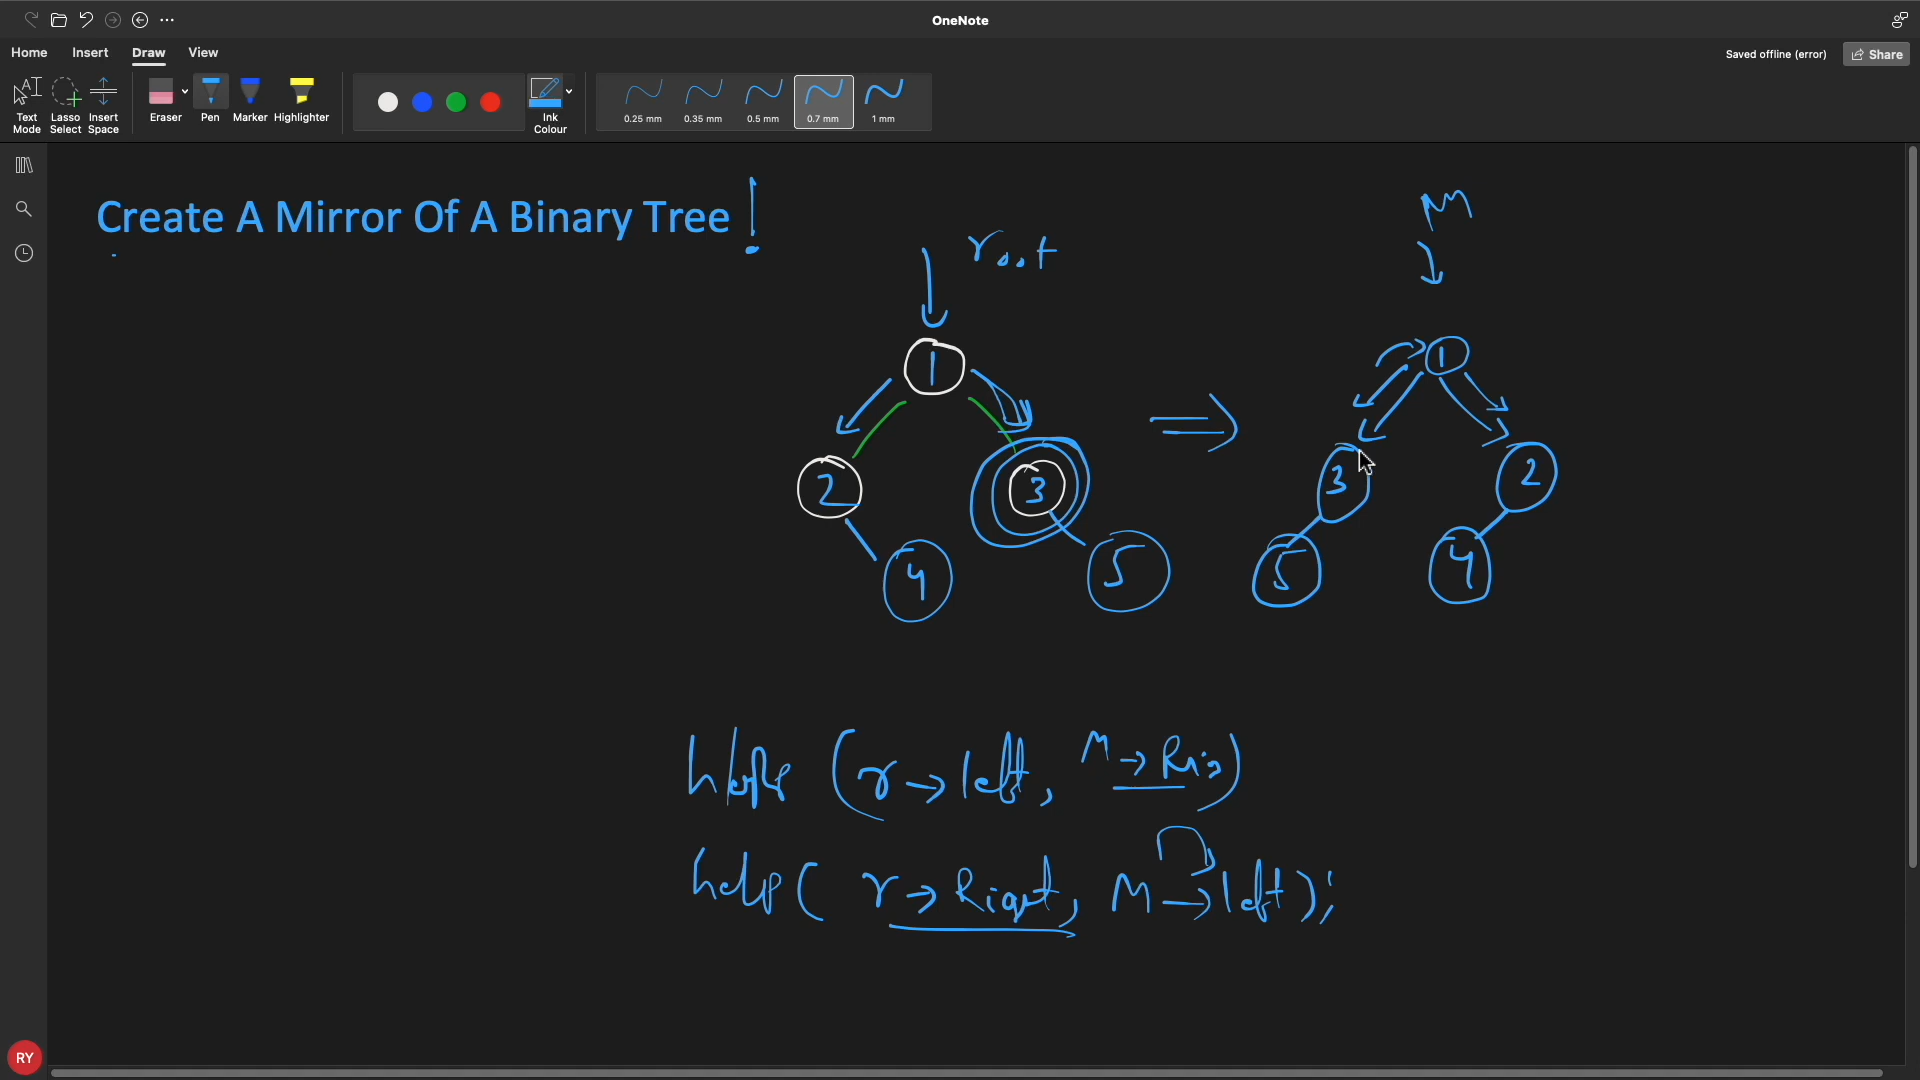 OneNote
Home Insert Draw View
Saved offline (error) Share
Text Mode
Lasso Select
Insert Space
Eraser
Pen
Marker
Highlighter
Ink Colour
0.25 mm
0.35 mm
0.5 mm
0.7 mm
1 mm
Create A Mirror Of A Binary Tree !
root
M
1
2 3
4 5
1
3 2
5 4
(r→left, M→Rig)
help( r→Right, M→left);
RY